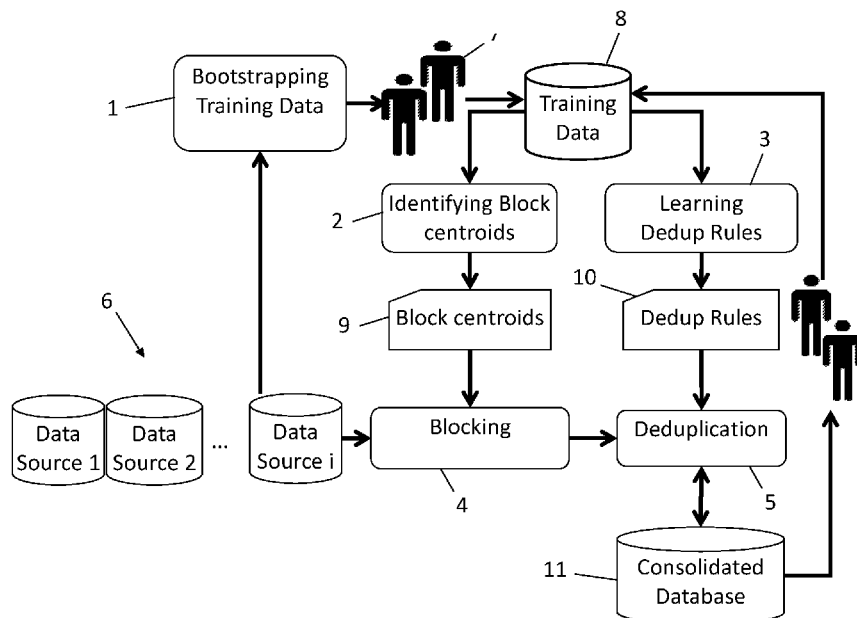 8
Bootstrapping
Training Data
1
Training
Data
3
2
Identifying Block
centroids
Learning
Dedup Rules
10
6
9
Block centroids
Dedup Rules
Data
Source 1
Data
Source 2
...
Data
Source i
Blocking
Deduplication
4
5
11
Consolidated
Database